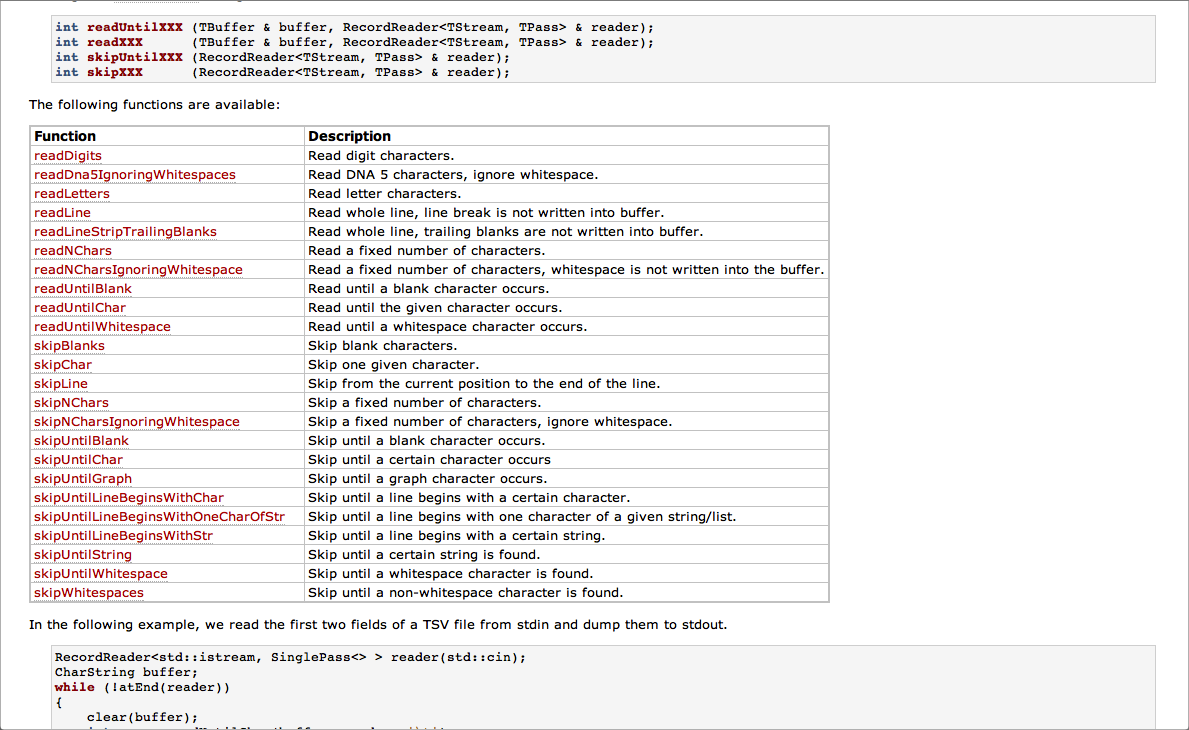 int readUntilXXX (TBuffer & buffer, RecordReader<TStream, TPass> & reader);
int readXXX      (TBuffer & buffer, RecordReader<TStream, TPass> & reader);
int skipUntilXXX (RecordReader<TStream, TPass> & reader);
int skipXXX      (RecordReader<TStream, TPass> & reader);
The following functions are available:
Function Description
readDigits Read digit characters.
readDna5IgnoringWhitespaces Read DNA 5 characters, ignore whitespace.
readLetters Read letter characters.
readLine Read whole line, line break is not written into buffer.
readLineStripTrailingBlanks Read whole line, trailing blanks are not written into buffer.
readNChars Read a fixed number of characters.
readNCharsIgnoringWhitespace Read a fixed number of characters, whitespace is not written into the buffer.
readUntilBlank Read until a blank character occurs.
readUntilChar Read until the given character occurs.
readUntilWhitespace Read until a whitespace character occurs.
skipBlanks Skip blank characters.
skipChar Skip one given character.
skipLine Skip from the current position to the end of the line.
skipNChars Skip a fixed number of characters.
skipNCharsIgnoringWhitespace Skip a fixed number of characters, ignore whitespace.
skipUntilBlank Skip until a blank character occurs.
skipUntilChar Skip until a certain character occurs
skipUntilGraph Skip until a graph character occurs.
skipUntilLineBeginsWithChar Skip until a line begins with a certain character.
skipUntilLineBeginsWithOneCharOfStr Skip until a line begins with one character of a given string/list.
skipUntilLineBeginsWithStr Skip until a line begins with a certain string.
skipUntilString Skip until a certain string is found.
skipUntilWhitespace Skip until a whitespace character is found.
skipWhitespaces Skip until a non-whitespace character is found.
In the following example, we read the first two fields of a TSV file from stdin and dump them to stdout.
RecordReader<std::istream, SinglePass<> > reader(std::cin);
CharString buffer;
while (!atEnd(reader))
{
    clear(buffer);